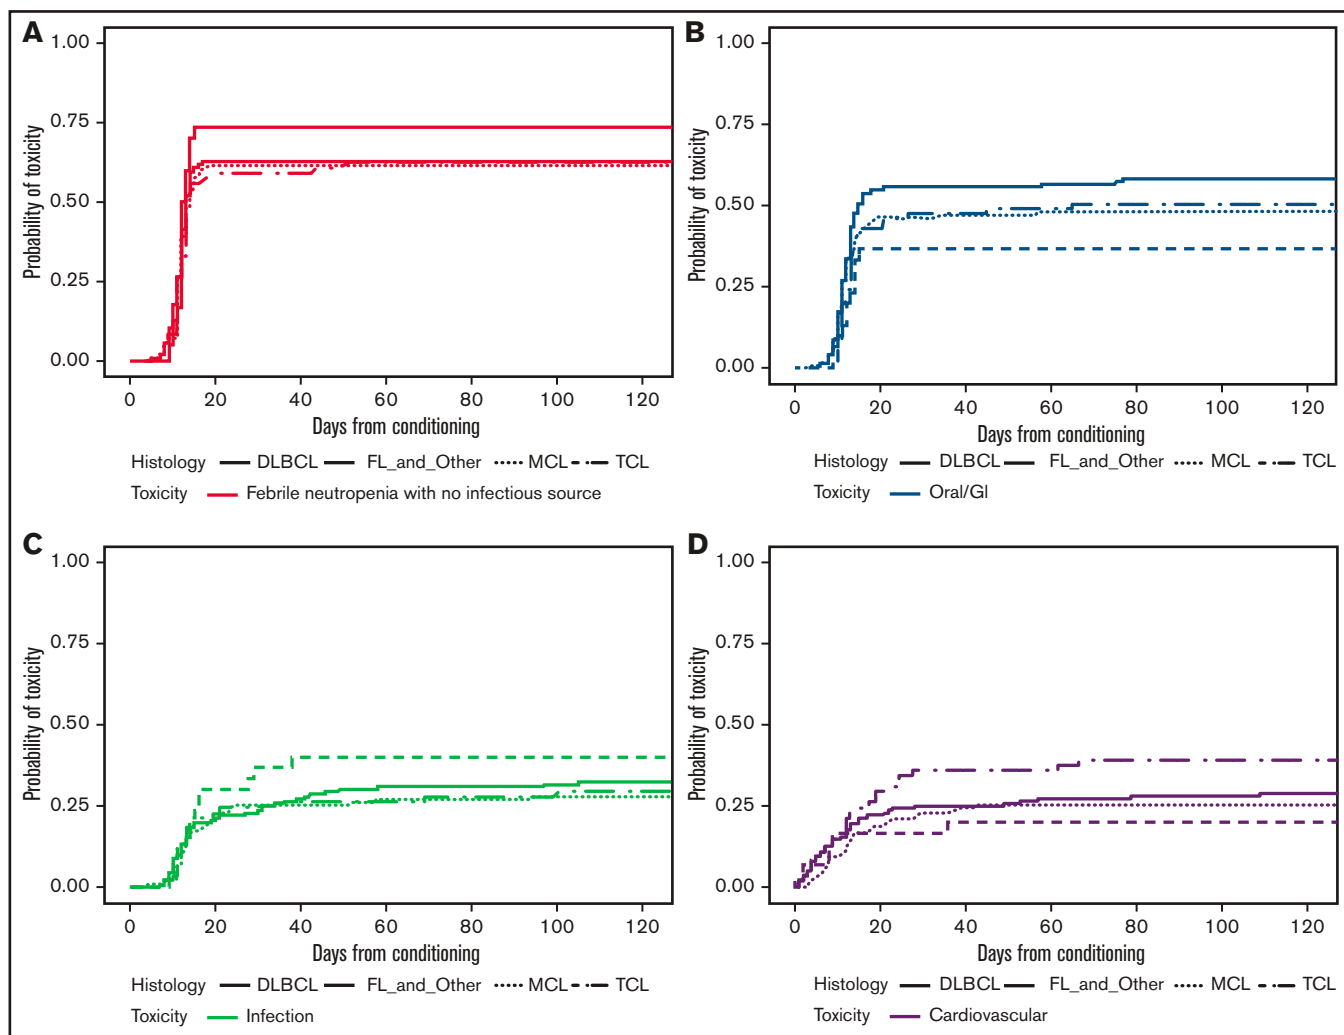 A
1.00
0.75
0.50
0.25
0.00
Probability of toxicity
0 20 40 60 80 100 120
Days from conditioning
Histology DLBCL FL_and_Other MCL TCL
Toxicity Febrile neutropenia with no infectious source
B
1.00
0.75
0.50
0.25
0.00
Probability of toxicity
0 20 40 60 80 100 120
Days from conditioning
Histology DLBCL FL_and_Other MCL TCL
Toxicity Oral/GI
C
1.00
0.75
0.50
0.25
0.00
Probability of toxicity
0 20 40 60 80 100 120
Days from conditioning
Histology DLBCL FL_and_Other MCL TCL
Toxicity Infection
D
1.00
0.75
0.50
0.25
0.00
Probability of toxicity
0 20 40 60 80 100 120
Days from conditioning
Histology DLBCL FL_and_Other MCL TCL
Toxicity Cardiovascular